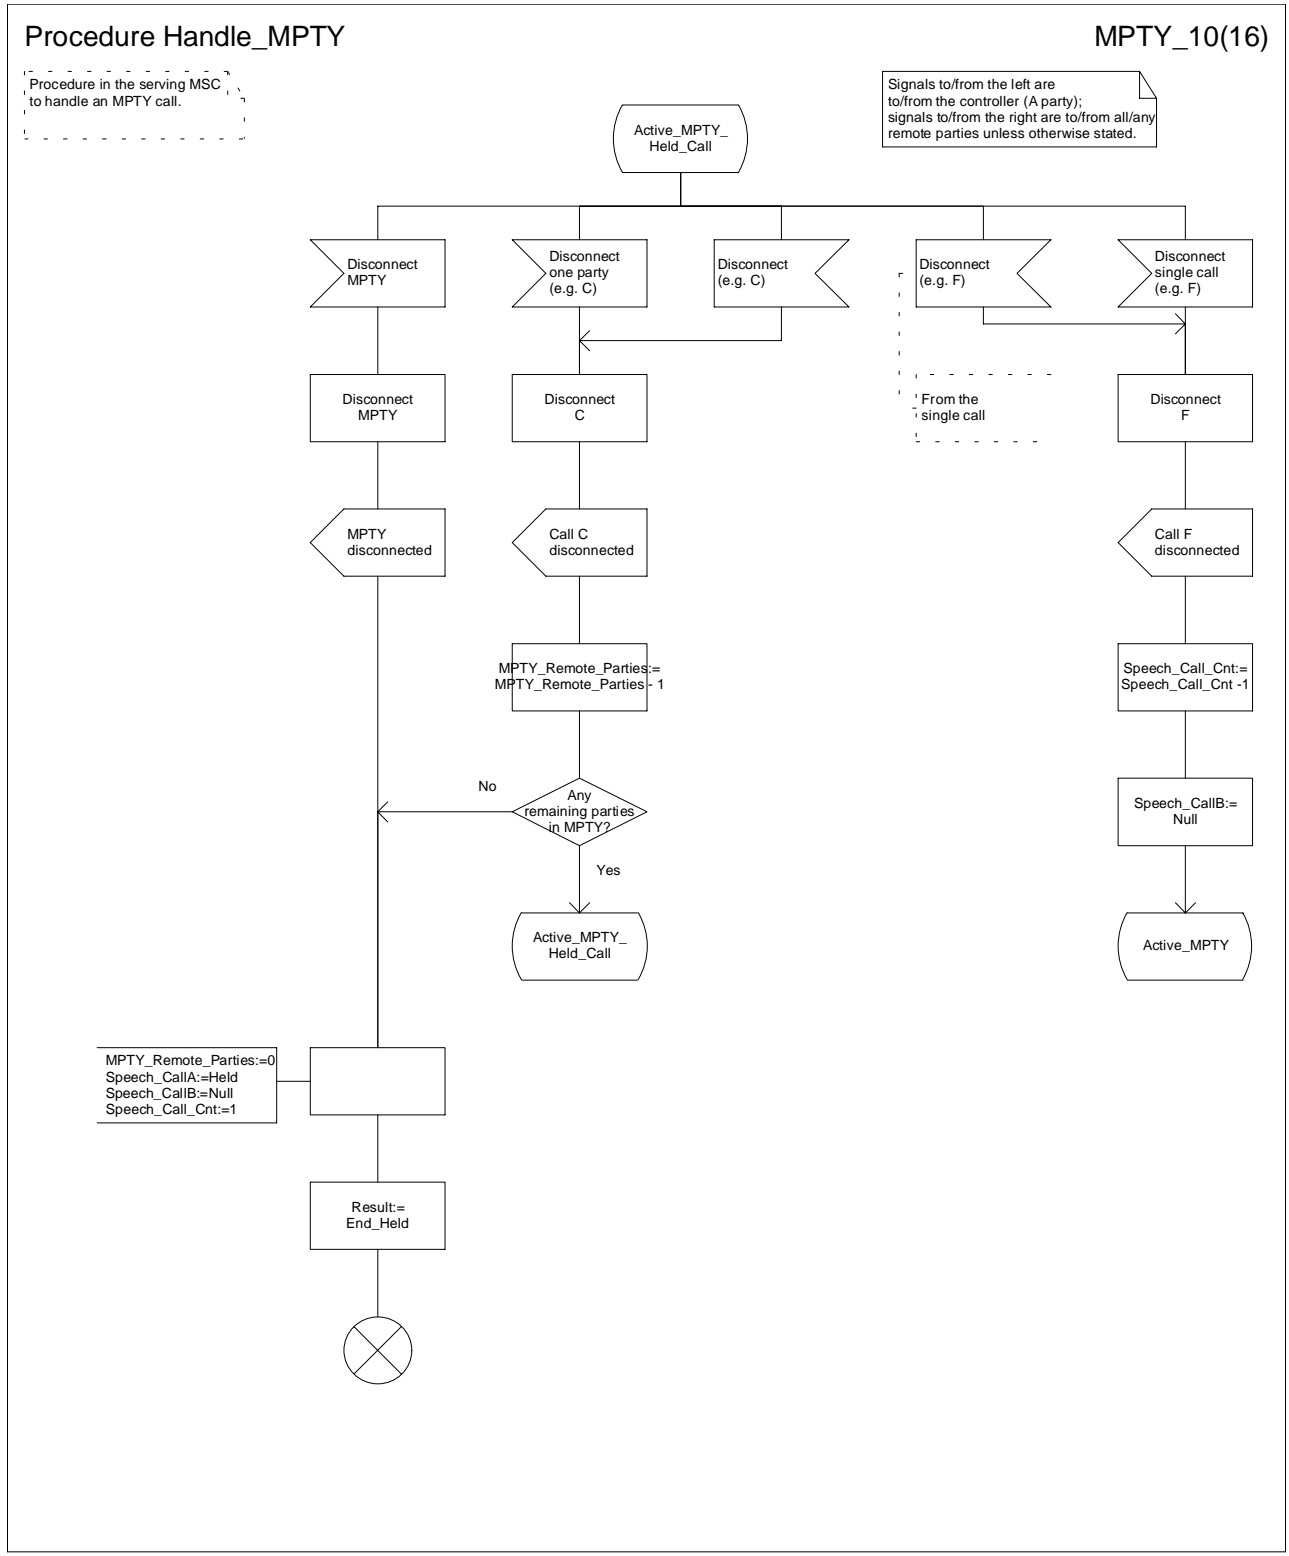 Procedure Handle_MPTY
MPTY_10(16)
Procedure in the serving MSC
to handle an MPTY call.
Signals to/from the left are
to/from the controller (A party);
signals to/from the right are to/from all/any
remote parties unless otherwise stated.
Active_MPTY_
Held_Call
Disconnect
MPTY
Disconnect
one party
(e.g. C)
Disconnect
(e.g. C)
Disconnect
(e.g. F)
Disconnect
single call
(e.g. F)
Disconnect
MPTY
Disconnect
C
From the
single call
Disconnect
F
MPTY
disconnected
Call C
disconnected
Call F
disconnected
MPTY_Remote_Parties:=
MPTY_Remote_Parties - 1
Speech_Call_Cnt:=
Speech_Call_Cnt -1
No
Any
remaining parties
in MPTY?
Yes
Speech_CallB:=
Null
Active_MPTY_
Held_Call
Active_MPTY
MPTY_Remote_Parties:=0
Speech_CallA:=Held
Speech_CallB:=Null
Speech_Call_Cnt:=1
Result:=
End_Held